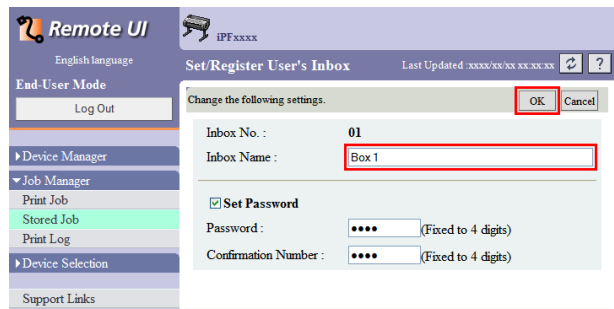 Remote UI
English language
End-User Mode
Log Out
▶Device Manager
▼Job Manager
Print Job
Stored Job
Print Log
▶Device Selection
Support Links
iPFxxxx
Set/Register User's Inbox
Last Updated :xxxx/xx/xx xx:xx:xx
?
Change the following settings.
OK Cancel
Inbox No. : 01
Inbox Name : Box 1
Set Password
Password : •••• (Fixed to 4 digits)
Confirmation Number : •••• (Fixed to 4 digits)